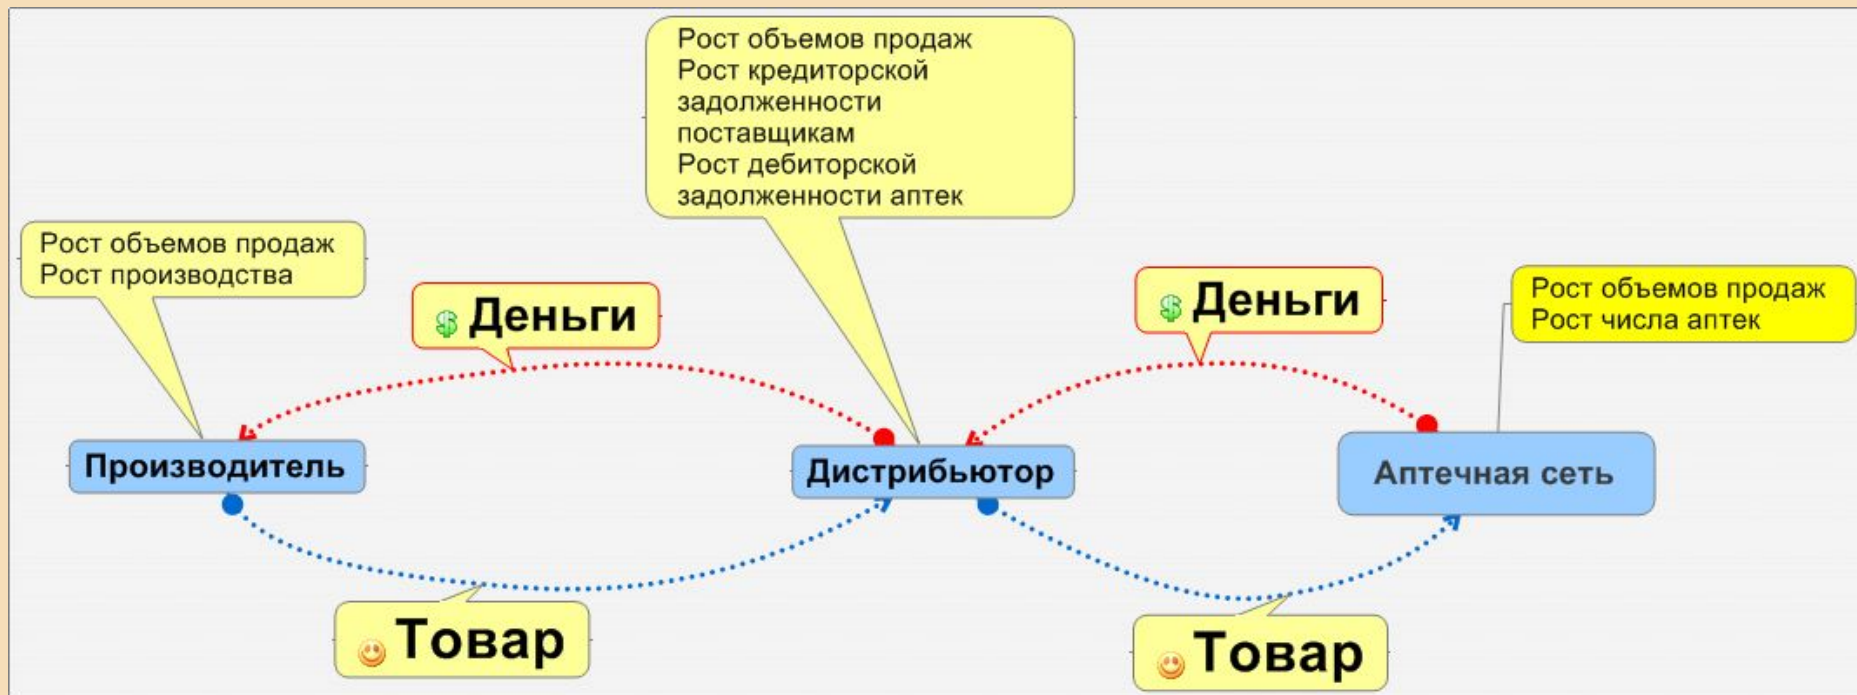 Рост объемов продаж
Рост кредиторской
задолженности
поставщикам
Рост дебиторской
задолженности аптек
Рост объемов продаж
Рост производства
Деньги
Деньги
Рост объемов продаж
Рост числа аптек
Производитель
Дистрибьютор
Аптечная сеть
Товар
Товар